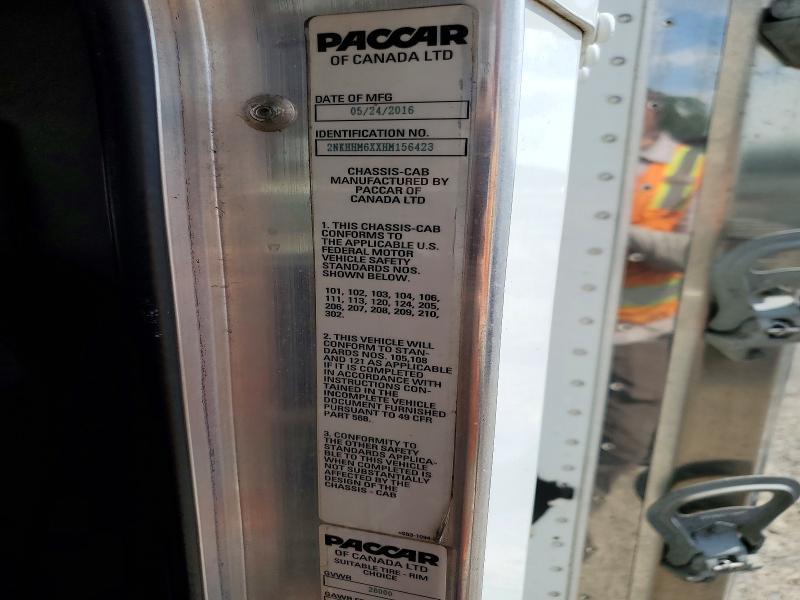 PACCAR
OF CANADA LTD
DATE OF MFG
05/24/2016
IDENTIFICATION NO.
2NKHHM6XXHM156423
CHASSIS-CAB
MANUFACTURED BY
PACCAR OF
CANADA LTD
1. THIS CHASSIS-CAB
CONFORMS TO
THE APPLICABLE U.S.
FEDERAL MOTOR
VEHICLE SAFETY
STANDARDS NOS.
SHOWN BELOW.
101, 102, 103, 104, 106,
111, 113, 120, 124, 205,
206, 207, 208, 209, 210,
302.
2. THIS VEHICLE WILL
CONFORM TO STAN-
DARDS NOS. 105,108
AND 121 AS APPLICABLE
IF IT IS COMPLETED
IN ACCORDANCE WITH
INSTRUCTIONS CON-
TAINED IN THE
INCOMPLETE VEHICLE
DOCUMENT FURNISHED
PURSUANT TO 49 CFR
PART 568.
3. CONFORMITY TO
THE OTHER SAFETY
STANDARDS APPLICA-
BLE TO THIS VEHICLE
WHEN COMPLETED IS
NOT SUBSTANTIALLY
AFFECTED BY THE
DESIGN OF THE
CHASSIS-CAB
PACCAR
OF CANADA LTD
SUITABLE TIRE - RIM
CHOICE
GVWR
26000